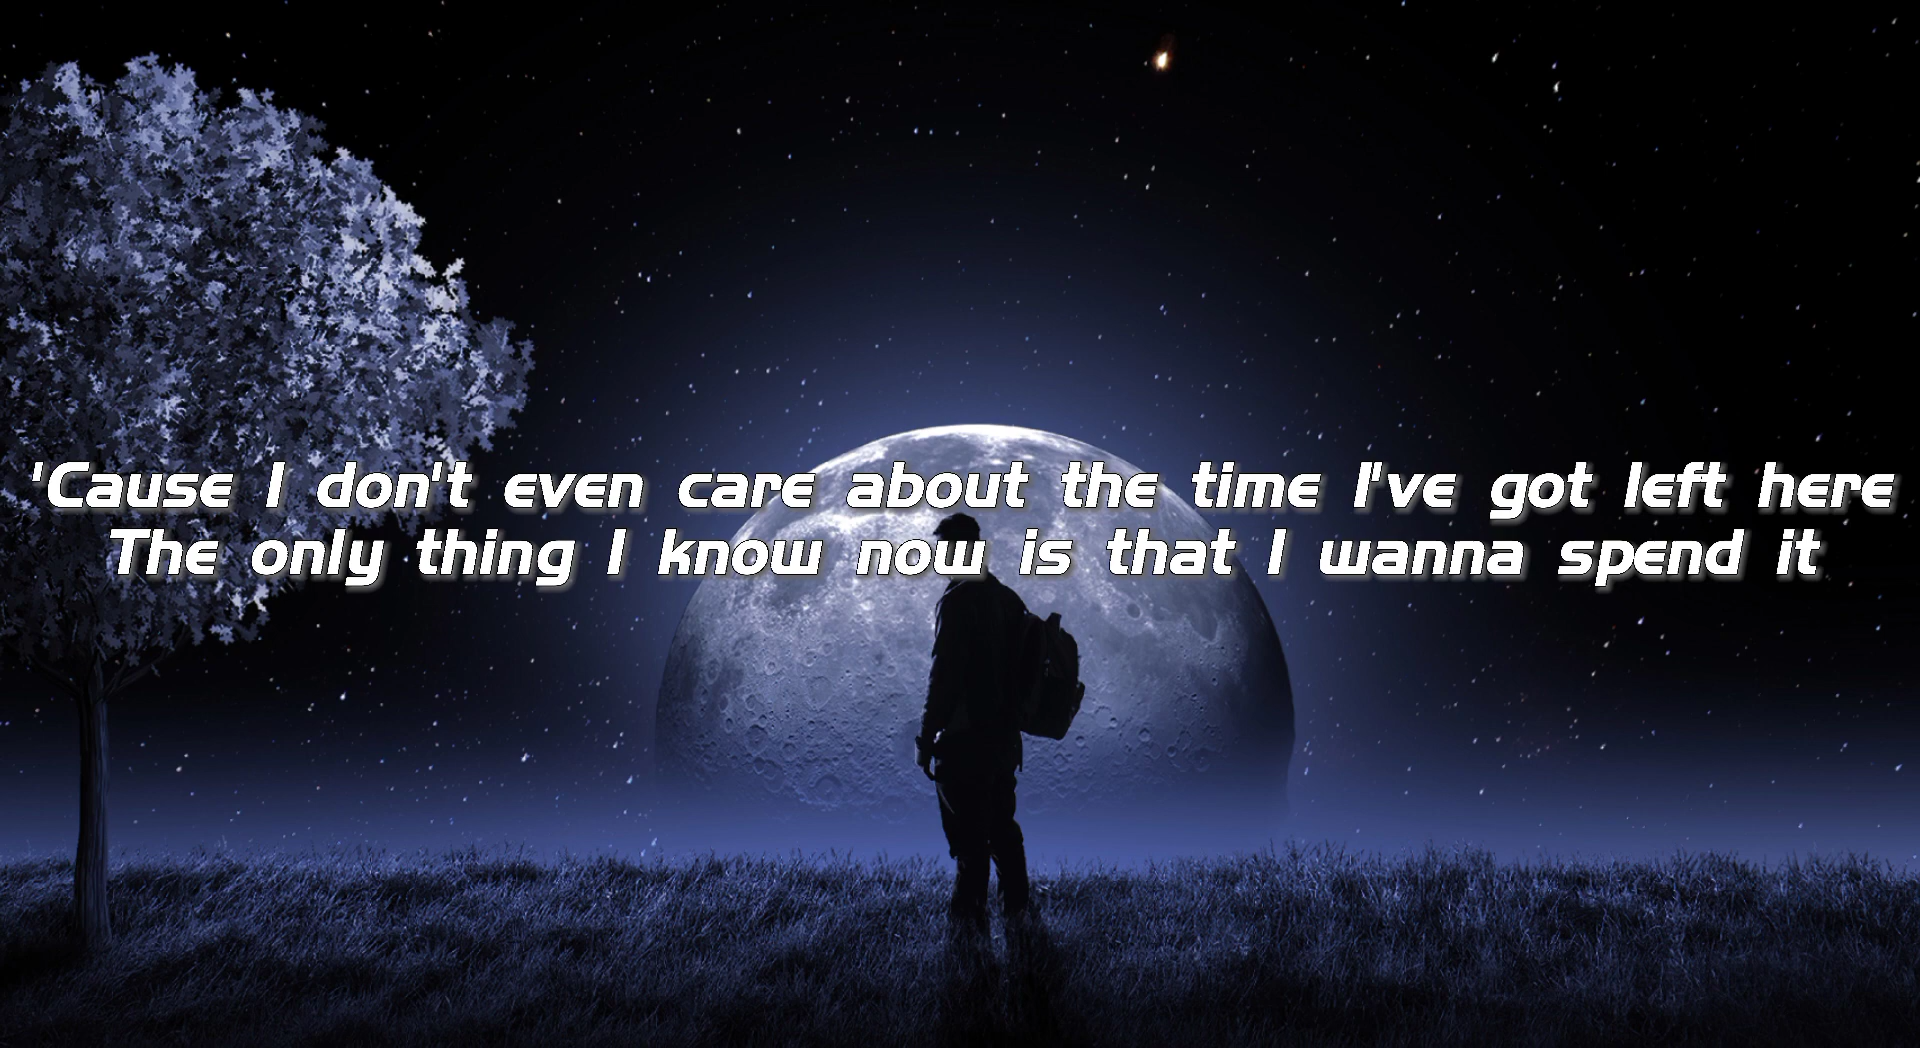 'Cause I don't even care about the time I've got left here
The only thing I know now is that I wanna spend it